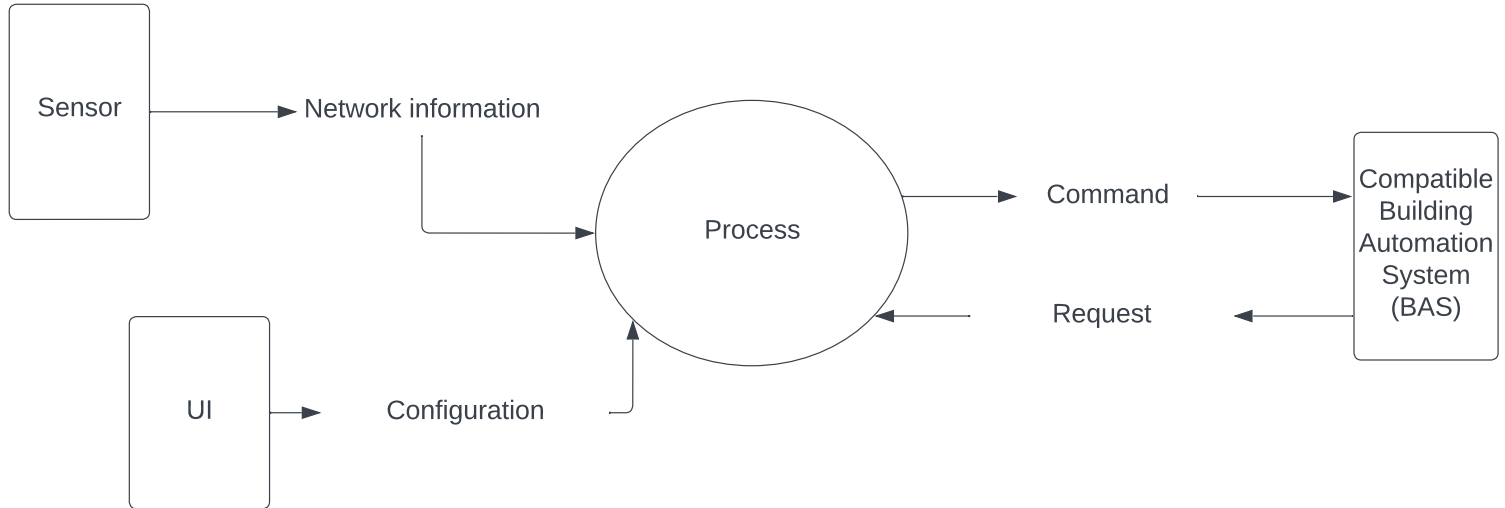 Sensor
Network information
Process
Command
Compatible
Building
Automation
System
(BAS)
Request
UI
Configuration